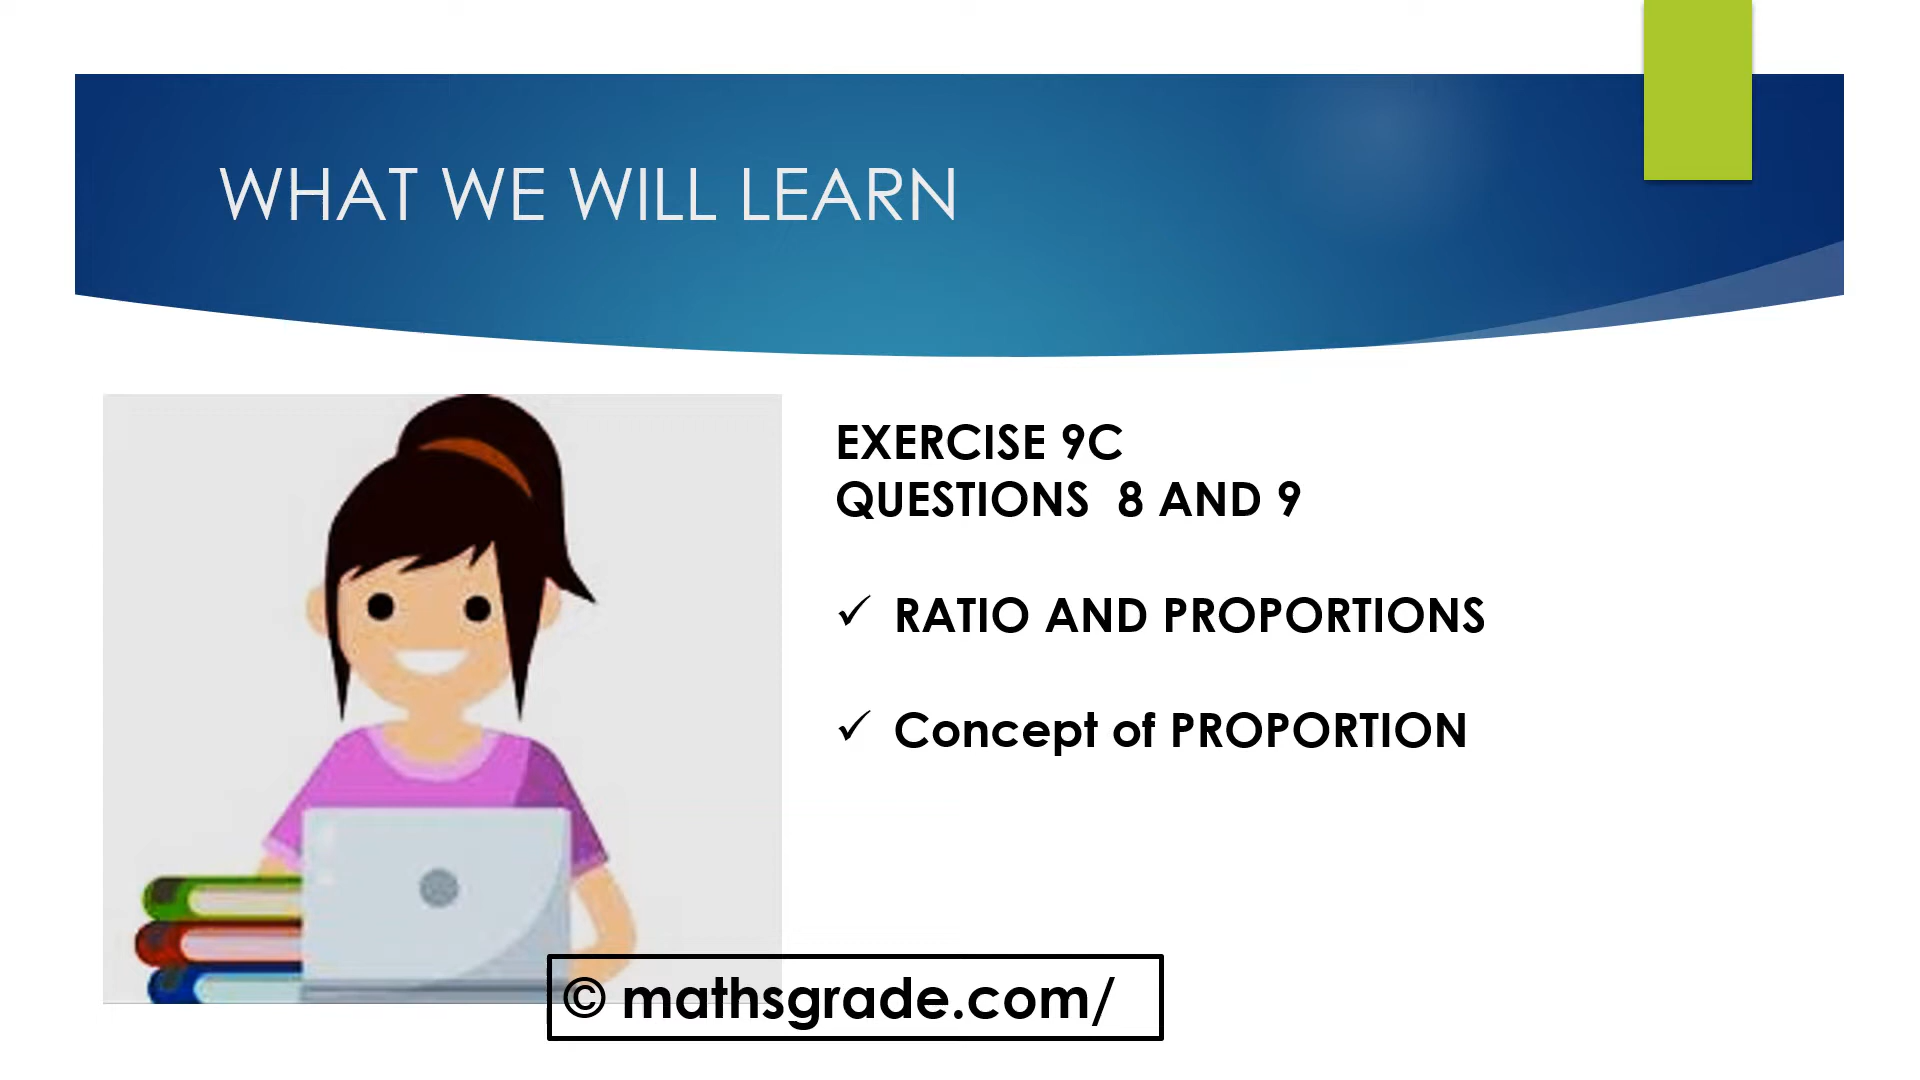 WHAT WE WILL LEARN
EXERCISE 9C
QUESTIONS  8 AND 9
✓ RATIO AND PROPORTIONS
✓ Concept of PROPORTION
© mathsgrade.com/